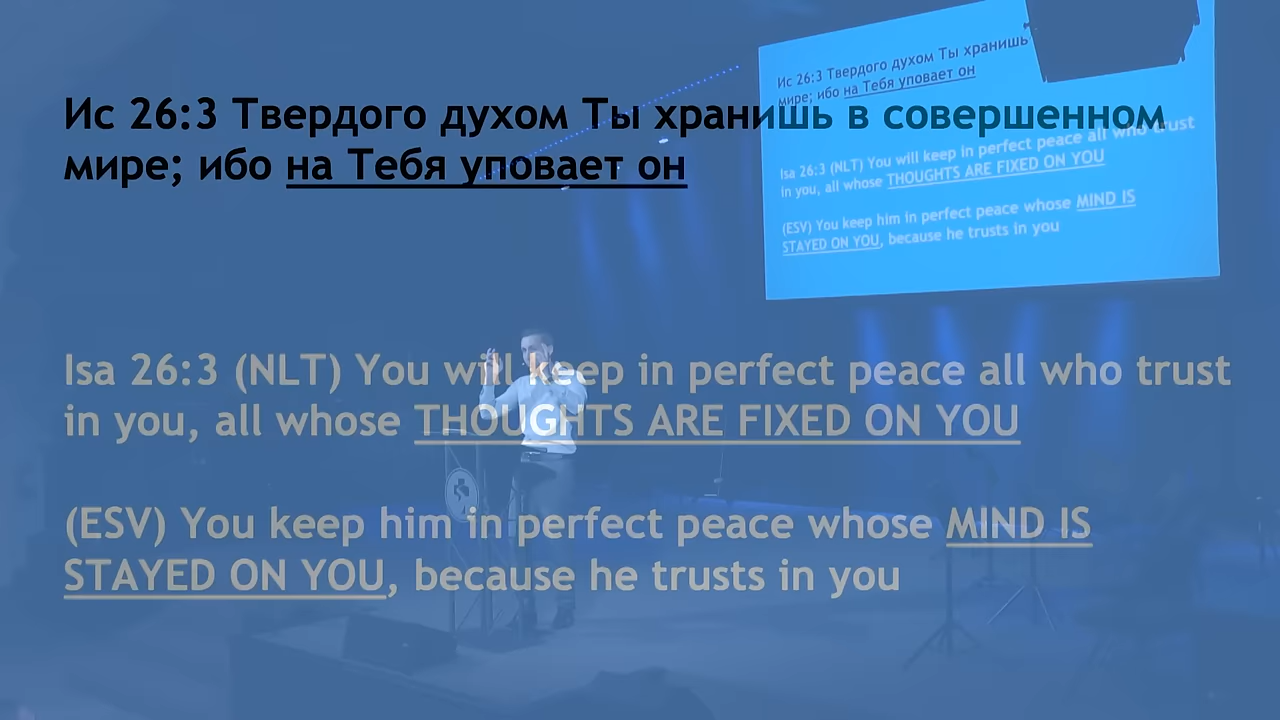 Ис 26:3 Твердого духом Ты хранишь в совершенном
мире; ибо на Тебя уповает он
Isa 26:3 (NLT) You will keep in perfect peace all who trust
in you, all whose THOUGHTS ARE FIXED ON YOU
(ESV) You keep him in perfect peace whose MIND IS
STAYED ON YOU, because he trusts in you
Ис 26:3 Твердого духом Ты хранишь
мире; ибо на Тебя уповает он
Isa 26:3 (NLT) You will keep in perfect peace all who trust
in you, all whose THOUGHTS ARE FIXED ON YOU
(ESV) You keep him in perfect peace whose MIND IS
STAYED ON YOU, because he trusts in you